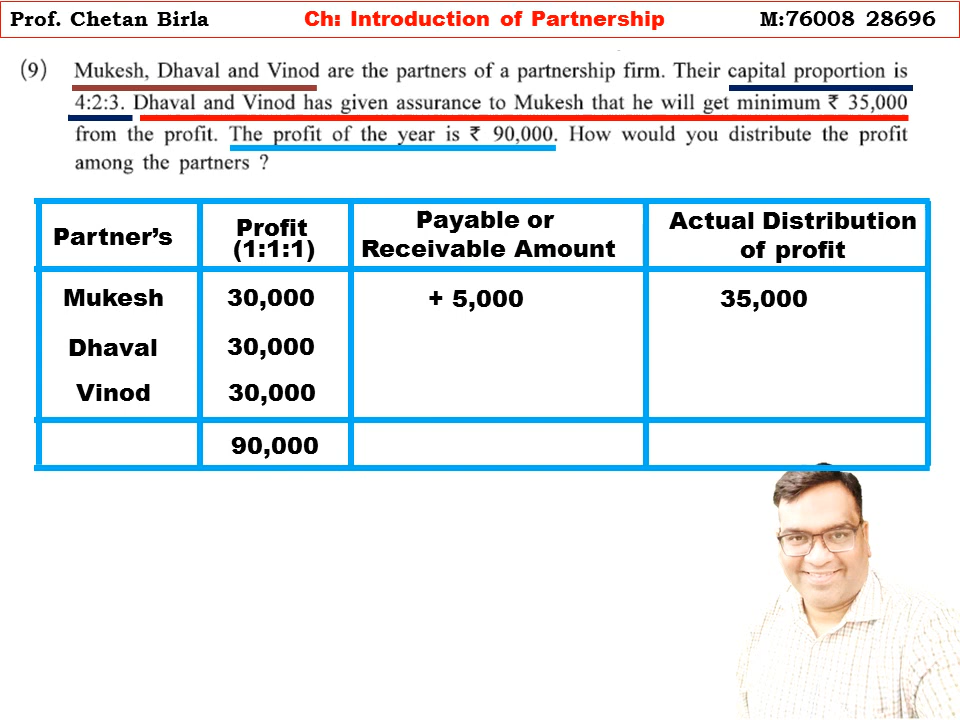 Prof. Chetan Birla Ch: Introduction of Partnership M:76008 28696
(9) Mukesh, Dhaval and Vinod are the partners of a partnership firm. Their capital proportion is
4:2:3. Dhaval and Vinod has given assurance to Mukesh that he will get minimum ₹ 35,000
from the profit. The profit of the year is ₹ 90,000. How would you distribute the profit
among the partners ?
Partner's Profit (1:1:1) Payable or Receivable Amount Actual Distribution of profit
Mukesh 30,000 + 5,000 35,000
Dhaval 30,000
Vinod 30,000
90,000